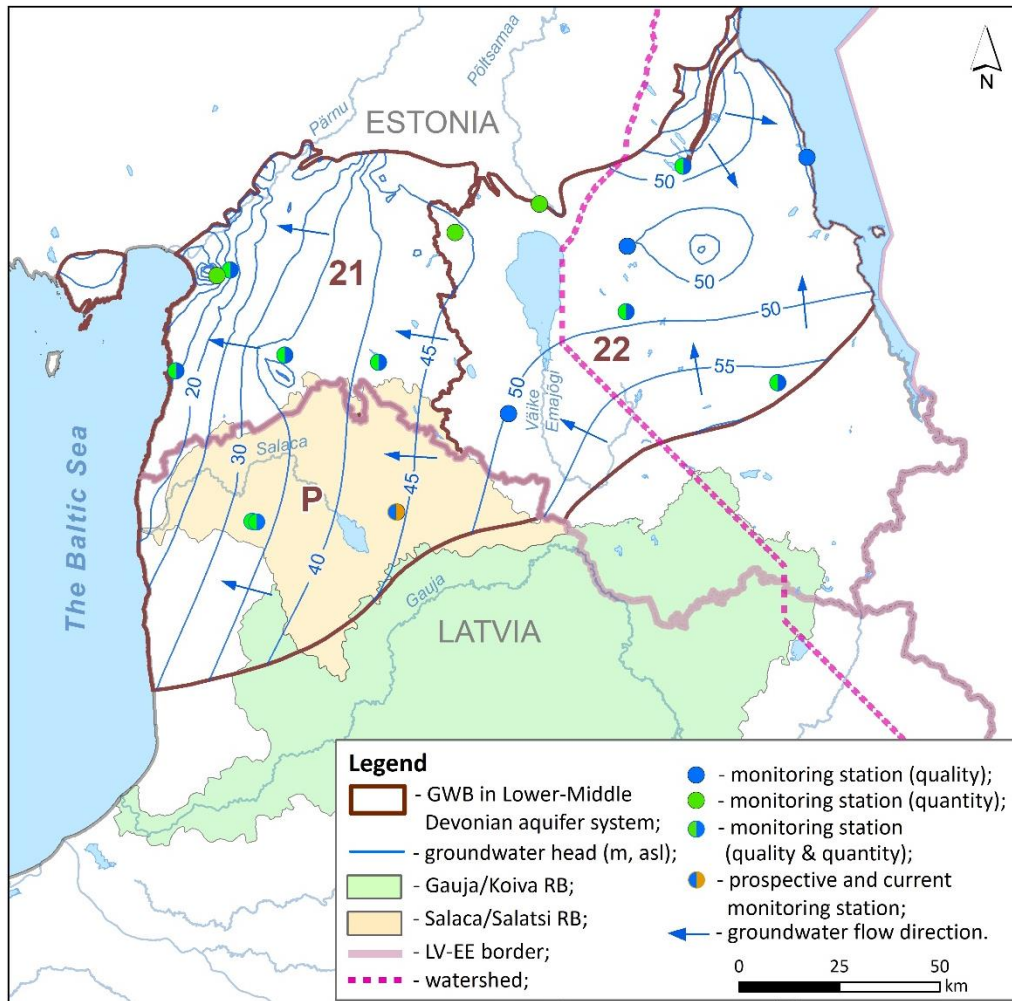 Põltsamaa
N
Pärnu
ESTONIA
50
50
21
50
22
45
50
55
20
Väike
Emajõgi
The Baltic Sea
Salaca
30
45
P
40
Gauja
LATVIA
Legend
- GWB in Lower-Middle
Devonian aquifer system;
- groundwater head (m, asl);
- Gauja/Koiva RB;
- Salaca/Salatsi RB;
- LV-EE border;
- watershed;
- monitoring station (quality);
- monitoring station (quantity);
- monitoring station
(quality & quantity);
- prospective and current
monitoring station;
- groundwater flow direction.
0 25 50
km